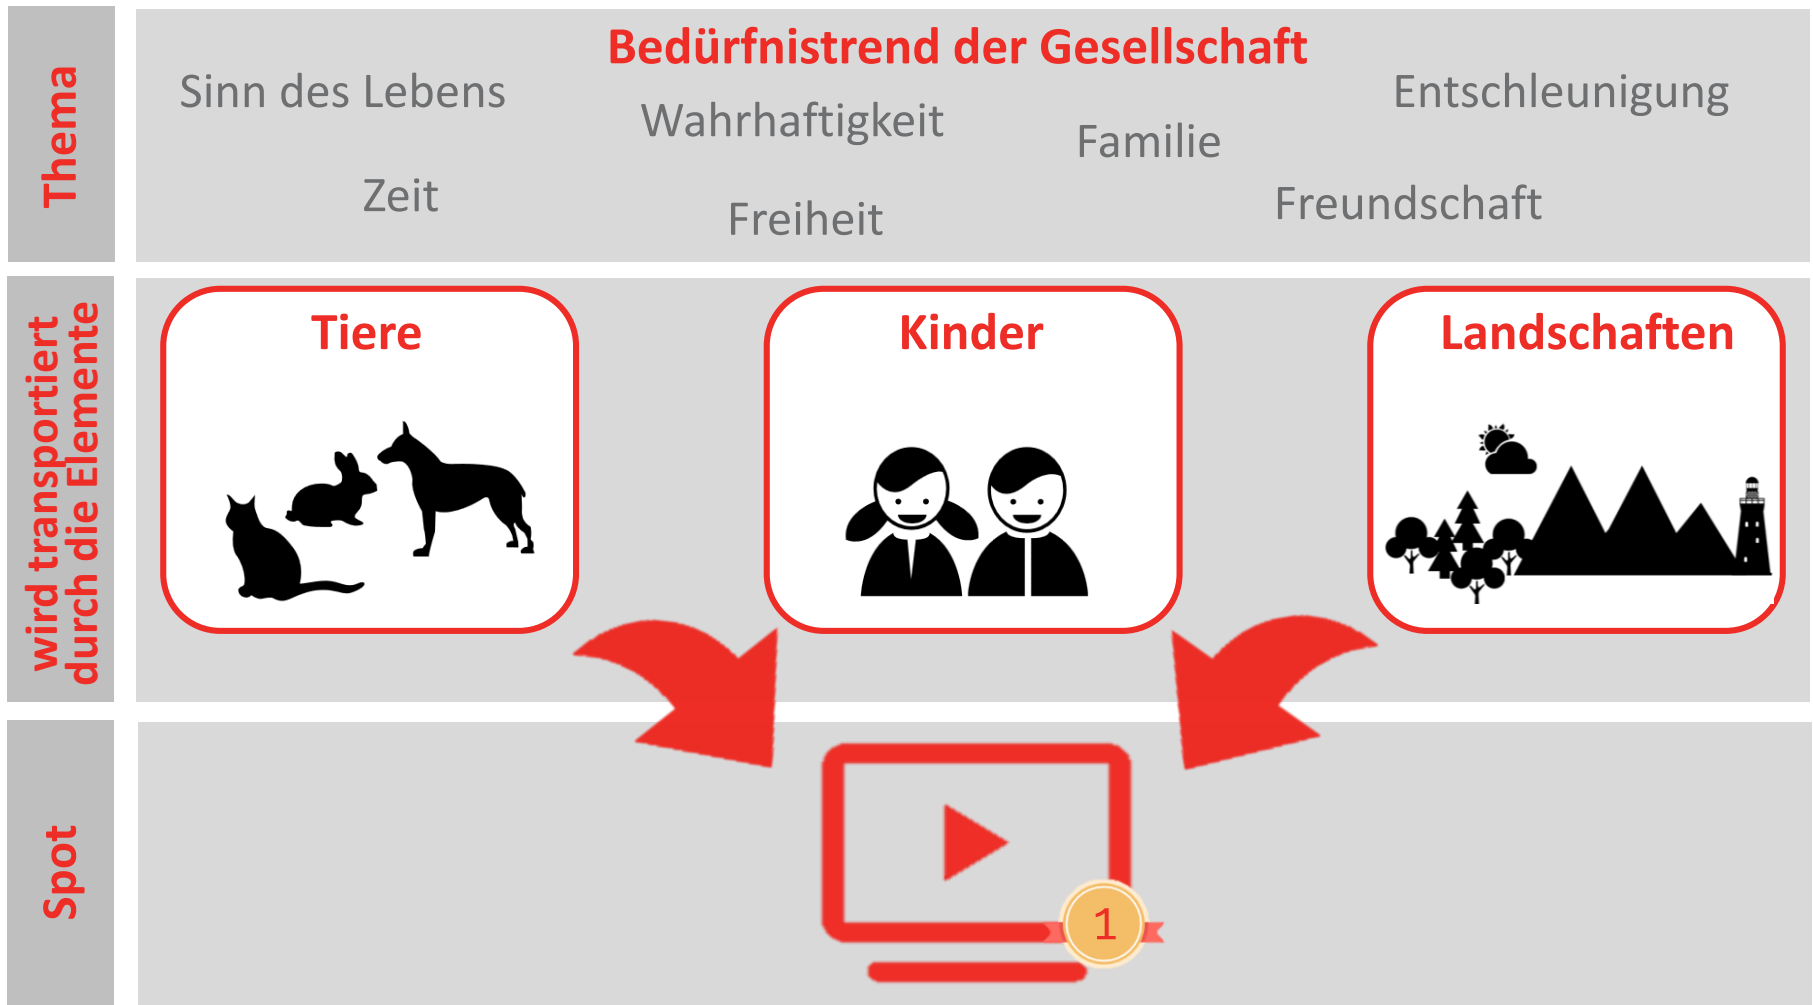 Thema
Bedürfnistrend der Gesellschaft
Sinn des Lebens
Wahrhaftigkeit
Familie
Entschleunigung
Zeit
Freiheit
Freundschaft
wird transportiert
durch die Elemente
Tiere
Kinder
Landschaften
Spot
1